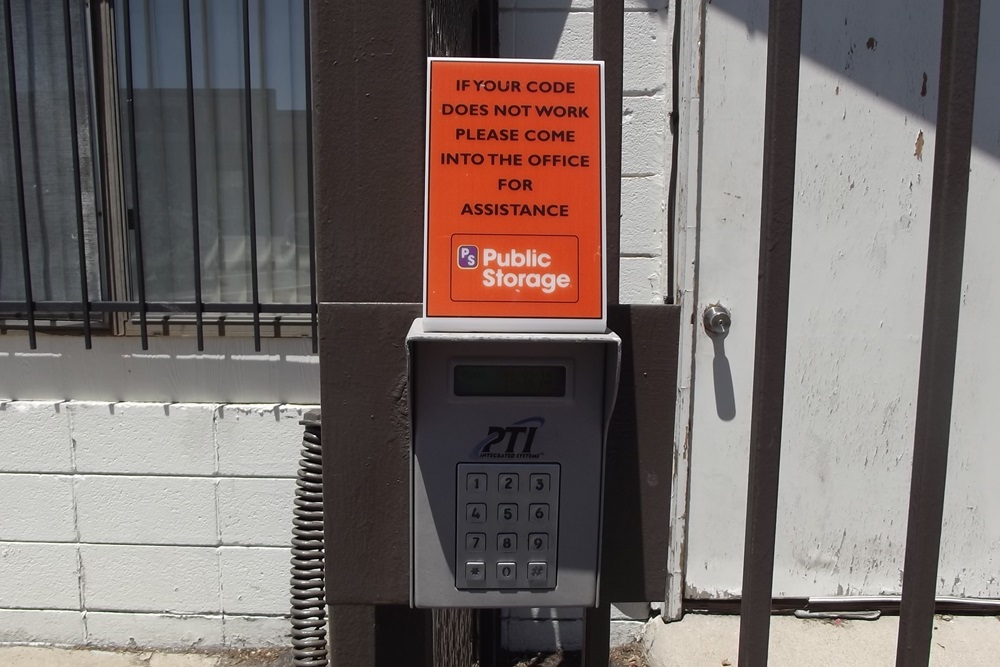 IF YOUR CODE
DOES NOT WORK
PLEASE COME
INTO THE OFFICE
FOR
ASSISTANCE
PS Public
Storage
PTI
INTEGRATED SYSTEMS™
1 2 3
4 5 6
7 8 9
* 0 #